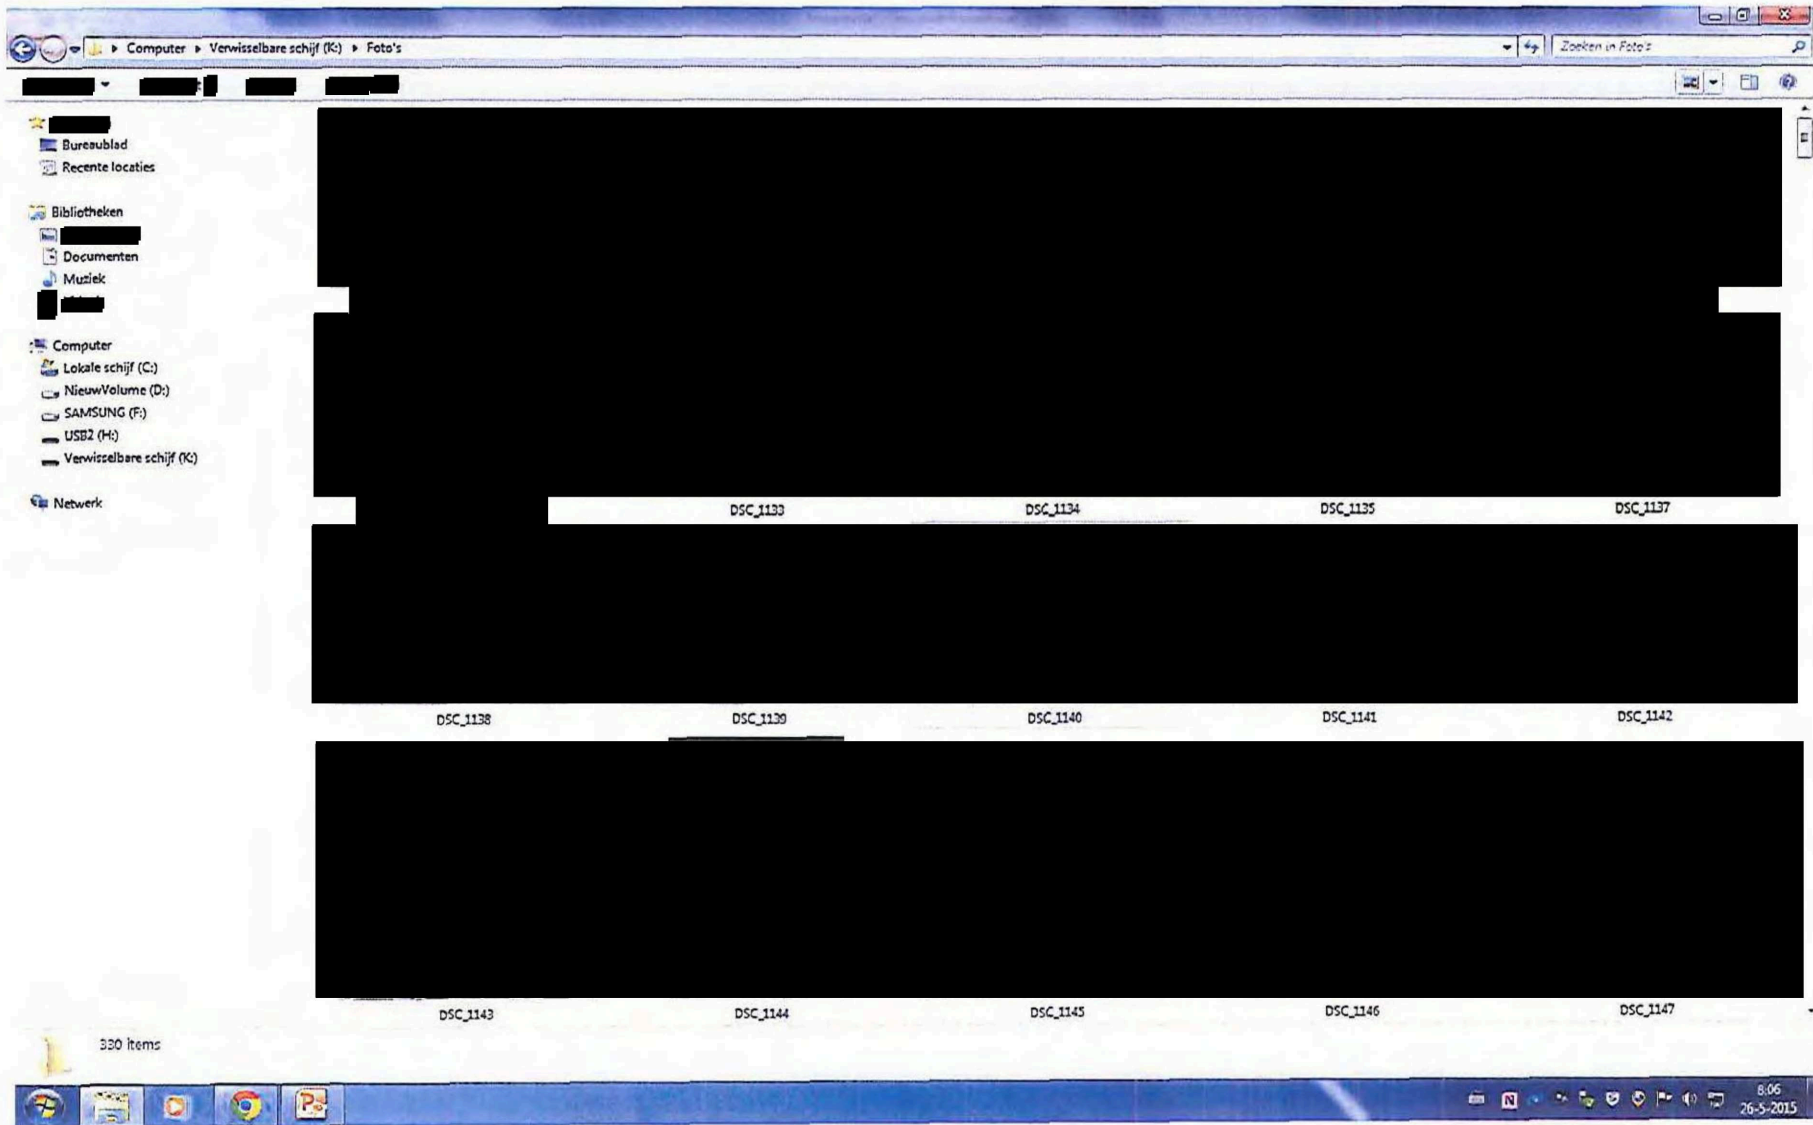 Computer ▸ Verwisselbare schijf (K:) ▸ Foto's
Zoeken in Foto's
Bureaublad
Recente locaties
Bibliotheken
Documenten
Muziek
Computer
Lokale schijf (C:)
NieuwVolume (D:)
SAMSUNG (F:)
USB2 (H:)
Verwisselbare schijf (K:)
Netwerk
DSC_1133 DSC_1134 DSC_1135 DSC_1137
DSC_1138 DSC_1139 DSC_1140 DSC_1141 DSC_1142
DSC_1143 DSC_1144 DSC_1145 DSC_1146 DSC_1147
330 items
8:06
26-5-2015